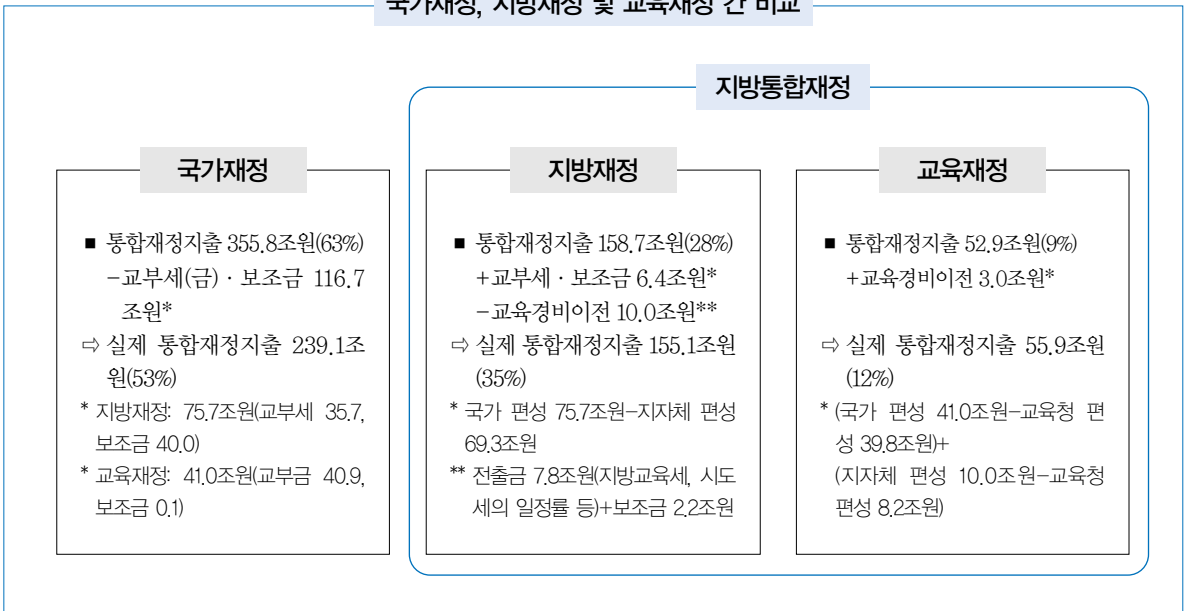 국가재정, 지방재정 및 교육재정 간 비교
지방통합재정
국가재정
■ 통합재정지출 355.8조원(63%)
-교부세(금)·보조금 116.7
조원*
⇨ 실제 통합재정지출 239.1조
원(53%)
* 지방재정: 75.7조원(교부세 35.7,
보조금 40.0)
* 교육재정: 41.0조원(교부금 40.9,
보조금 0.1)
지방재정
■ 통합재정지출 158.7조원(28%)
+교부세·보조금 6.4조원*
-교육경비이전 10.0조원**
⇨ 실제 통합재정지출 155.1조원
(35%)
* 국가 편성 75.7조원-지자체 편성
69.3조원
** 전출금 7.8조원(지방교육세, 시도
세의 일정률 등)+보조금 2.2조원
교육재정
■ 통합재정지출 52.9조원(9%)
+교육경비이전 3.0조원*
⇨ 실제 통합재정지출 55.9조원
(12%)
* (국가 편성 41.0조원-교육청 편
성 39.8조원)+
(지자체 편성 10.0조원-교육청
편성 8.2조원)